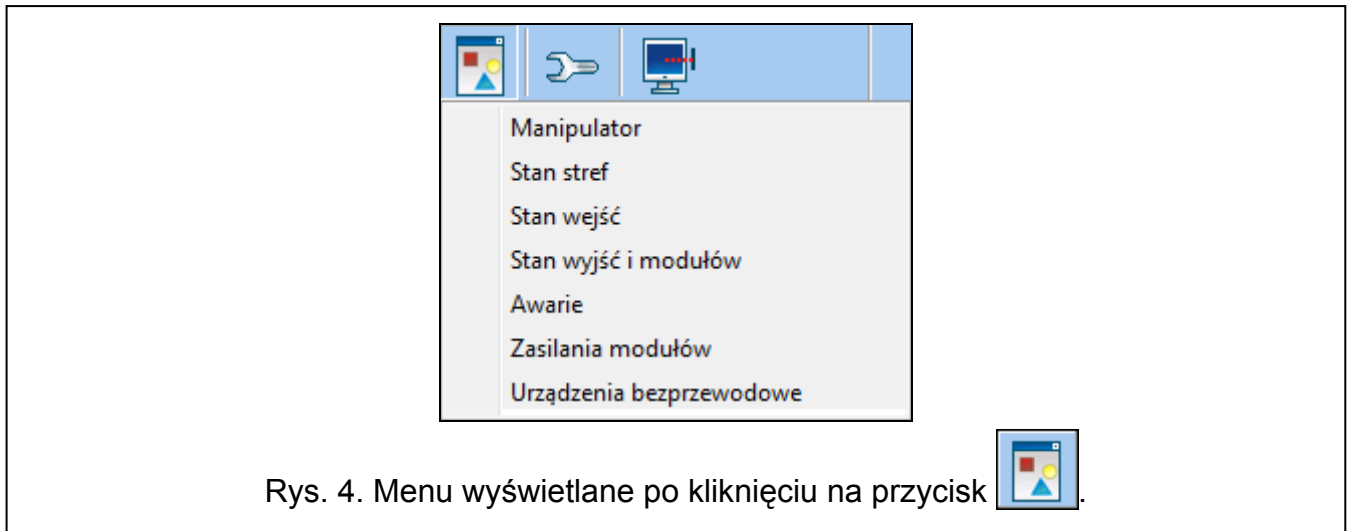 Manipulator
Stan stref
Stan wejść
Stan wyjść i modułów
Awarie
Zasilania modułów
Urządzenia bezprzewodowe
Rys. 4. Menu wyświetlane po kliknięciu na przycisk .